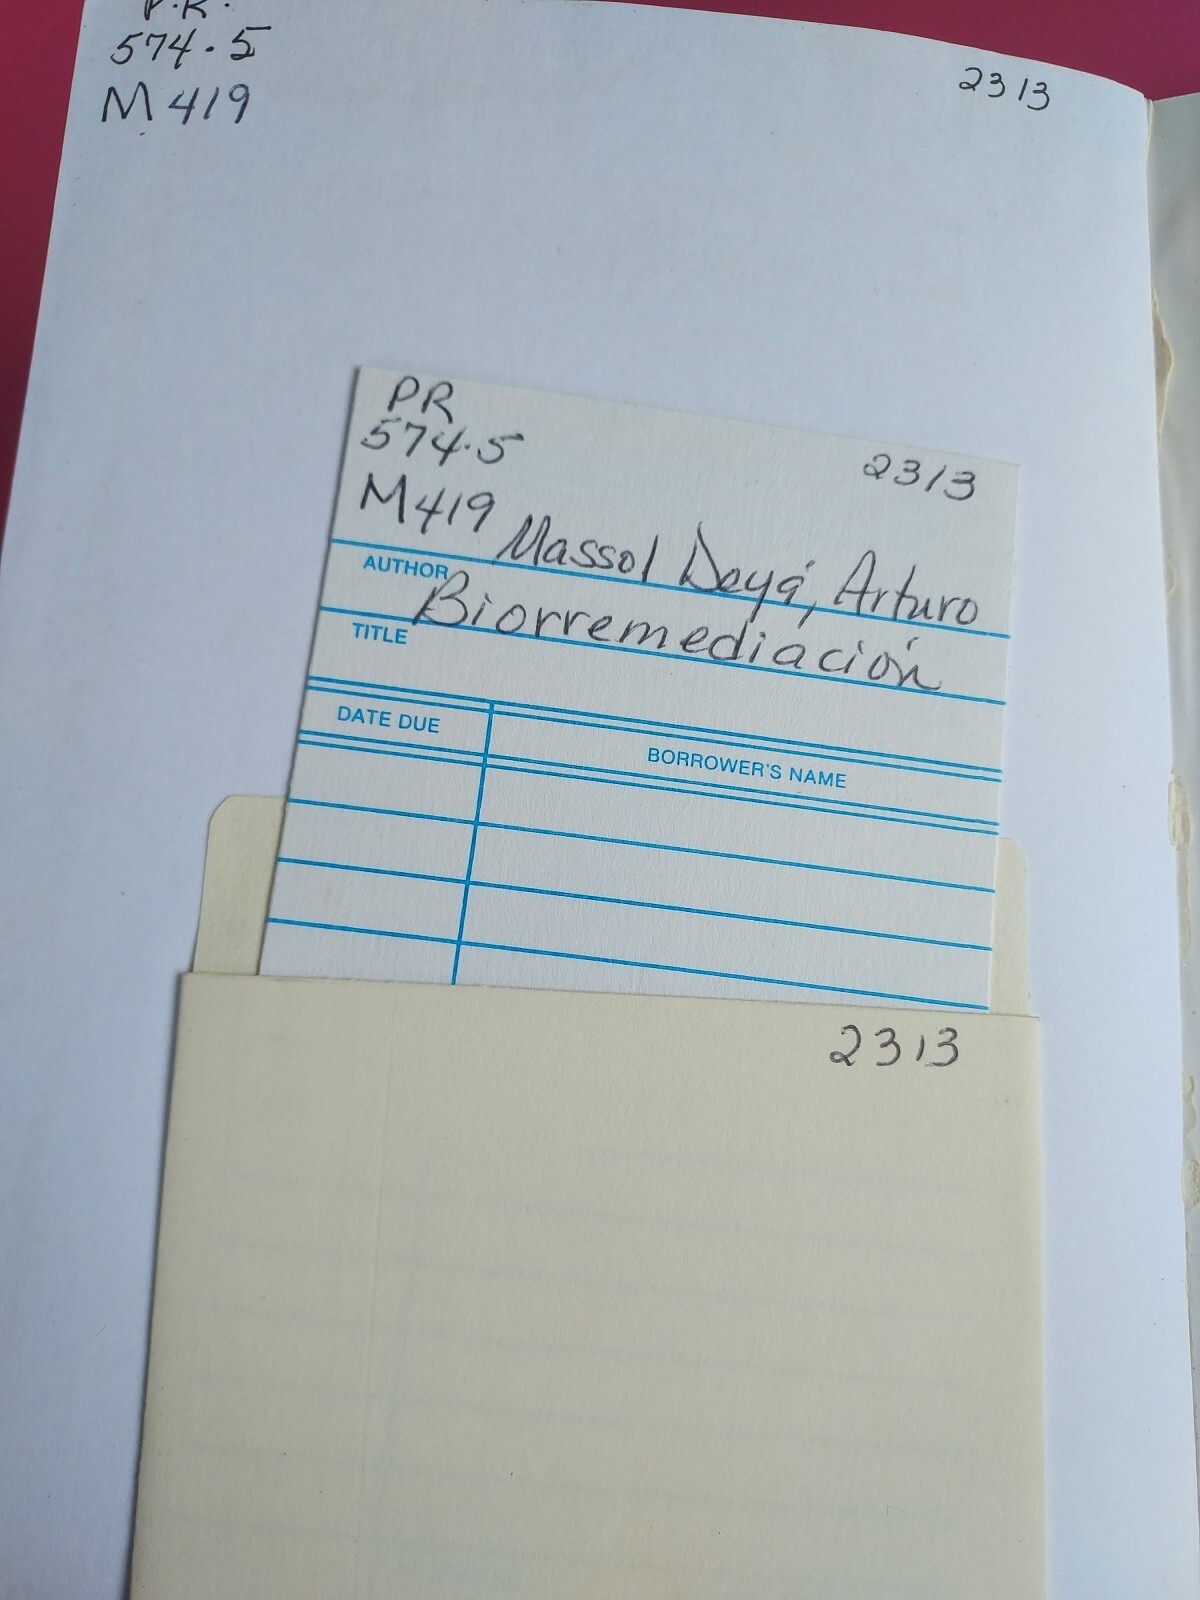 P.R.
574.5
M419
2313
PR
574.5
M419
2313
Massol Deyá, Arturo
AUTHOR
Biorremediación
TITLE
DATE DUE
BORROWER'S NAME
2313